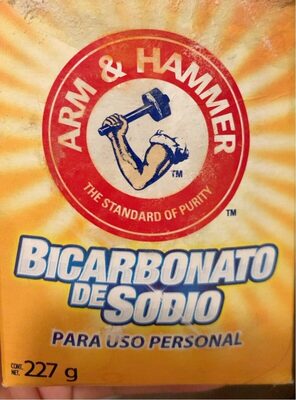 ARM & HAMMER
TM
THE STANDARD OF PURITY
TM
BICARBONATO
DE SODIO
PARA USO PERSONAL
CONT. NET. 227 g